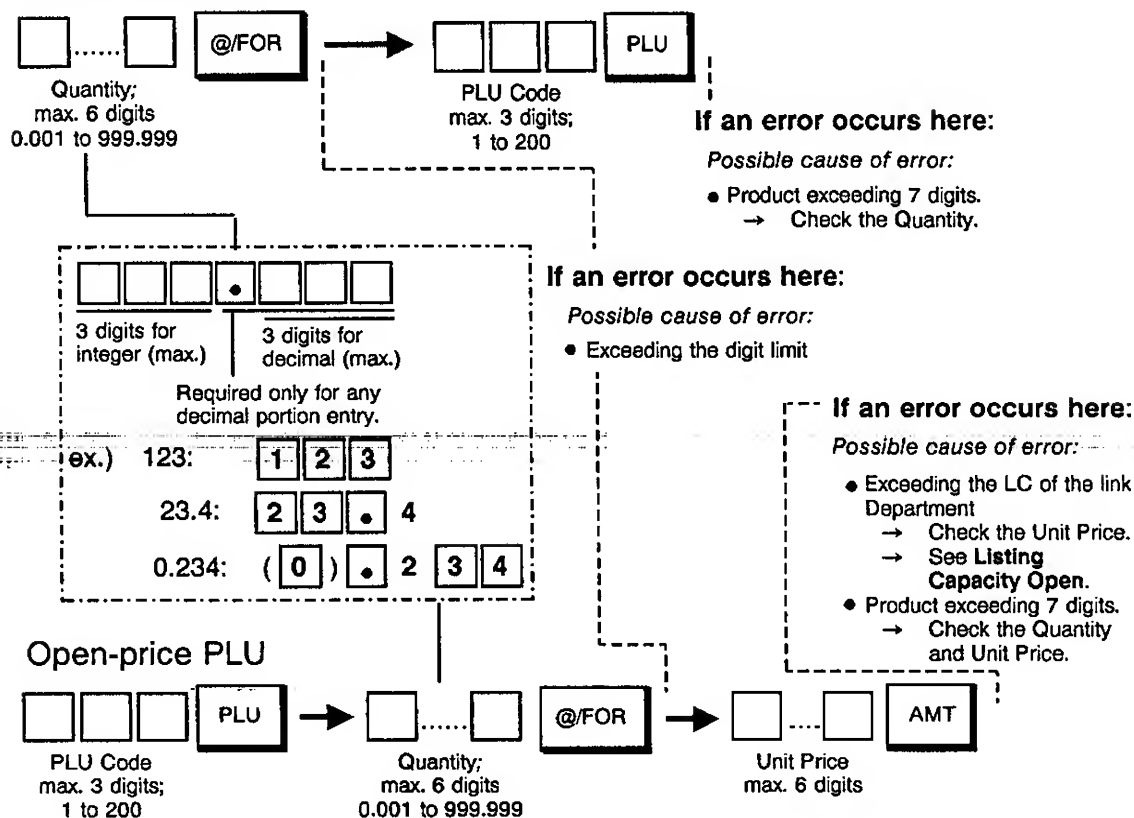 @/FOR
PLU
Quantity;
max. 6 digits
0.001 to 999.999
PLU Code
max. 3 digits;
1 to 200
If an error occurs here:
Possible cause of error:
• Product exceeding 7 digits.
→ Check the Quantity.
.
3 digits for
integer (max.)
3 digits for
decimal (max.)
Required only for any
decimal portion entry.
ex.) 123: 1 2 3
23.4: 2 3 . 4
0.234: ( 0 ) . 2 3 4
If an error occurs here:
Possible cause of error:
• Exceeding the digit limit
If an error occurs here:
Possible cause of error:
• Exceeding the LC of the link
Department
→ Check the Unit Price.
→ See Listing
Capacity Open.
• Product exceeding 7 digits.
→ Check the Quantity
and Unit Price.
Open-price PLU
PLU
@/FOR
AMT
PLU Code
max. 3 digits;
1 to 200
Quantity;
max. 6 digits
0.001 to 999.999
Unit Price
max. 6 digits